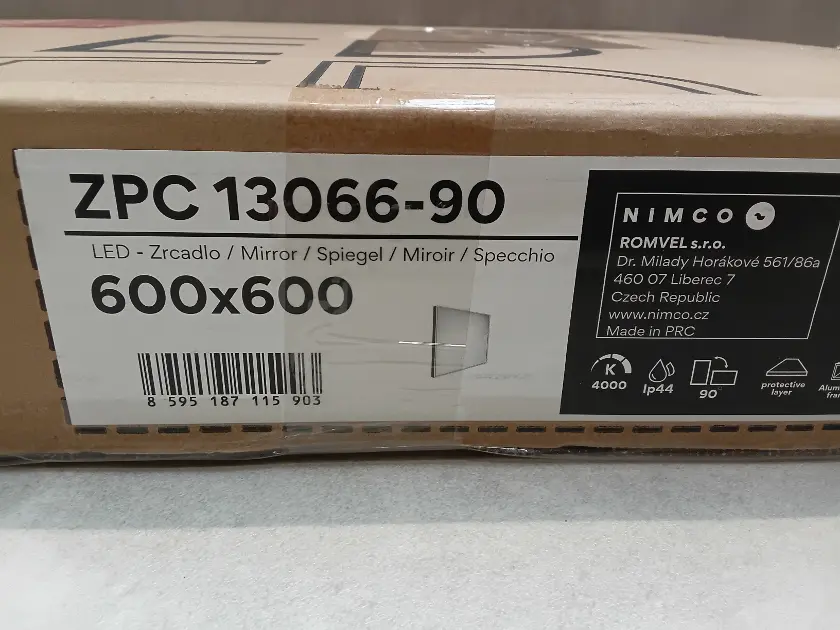 ZPC 13066-90
LED - Zrcadlo / Mirror / Spiegel / Miroir / Specchio
600x600
8 595 187 115 903
NIMCO
ROMVEL s.r.o.
Dr. Milady Horákové 561/86a
460 07 Liberec 7
Czech Republic
www.nimco.cz
Made in PRC
K
4000
Ip44
90°
protective
layer